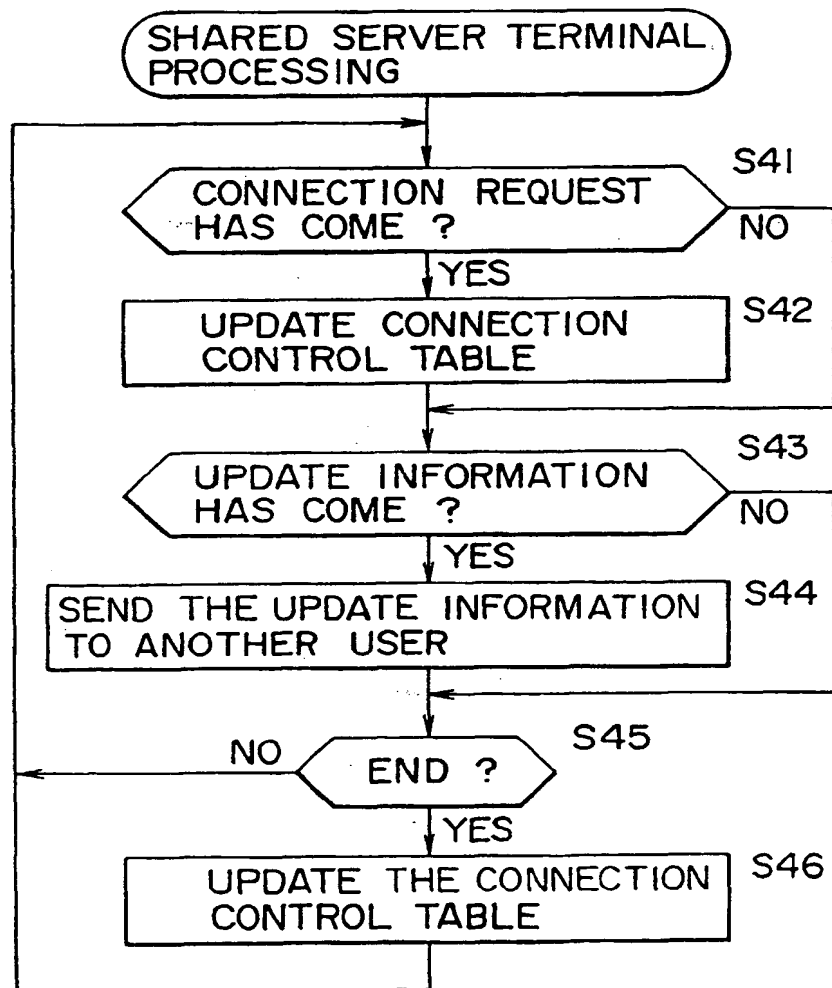 SHARED SERVER TERMINAL
PROCESSING
S41
CONNECTION REQUEST
HAS COME ?
NO
YES
S42
UPDATE CONNECTION
CONTROL TABLE
S43
UPDATE INFORMATION
HAS COME ?
NO
YES
S44
SEND THE UPDATE INFORMATION
TO ANOTHER USER
S45
NO
END ?
YES
S46
UPDATE THE CONNECTION
CONTROL TABLE